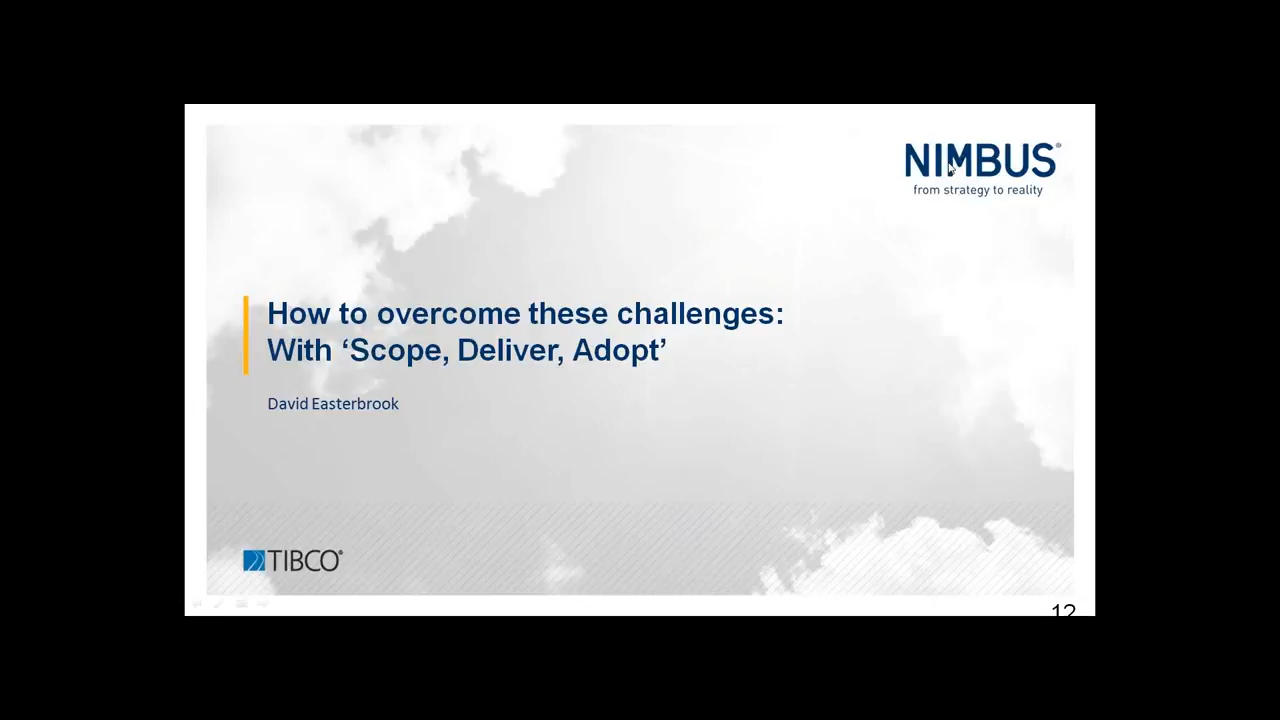 NIMBUS®
from strategy to reality
How to overcome these challenges:
With ‘Scope, Deliver, Adopt’
David Easterbrook
TIBCO®
12